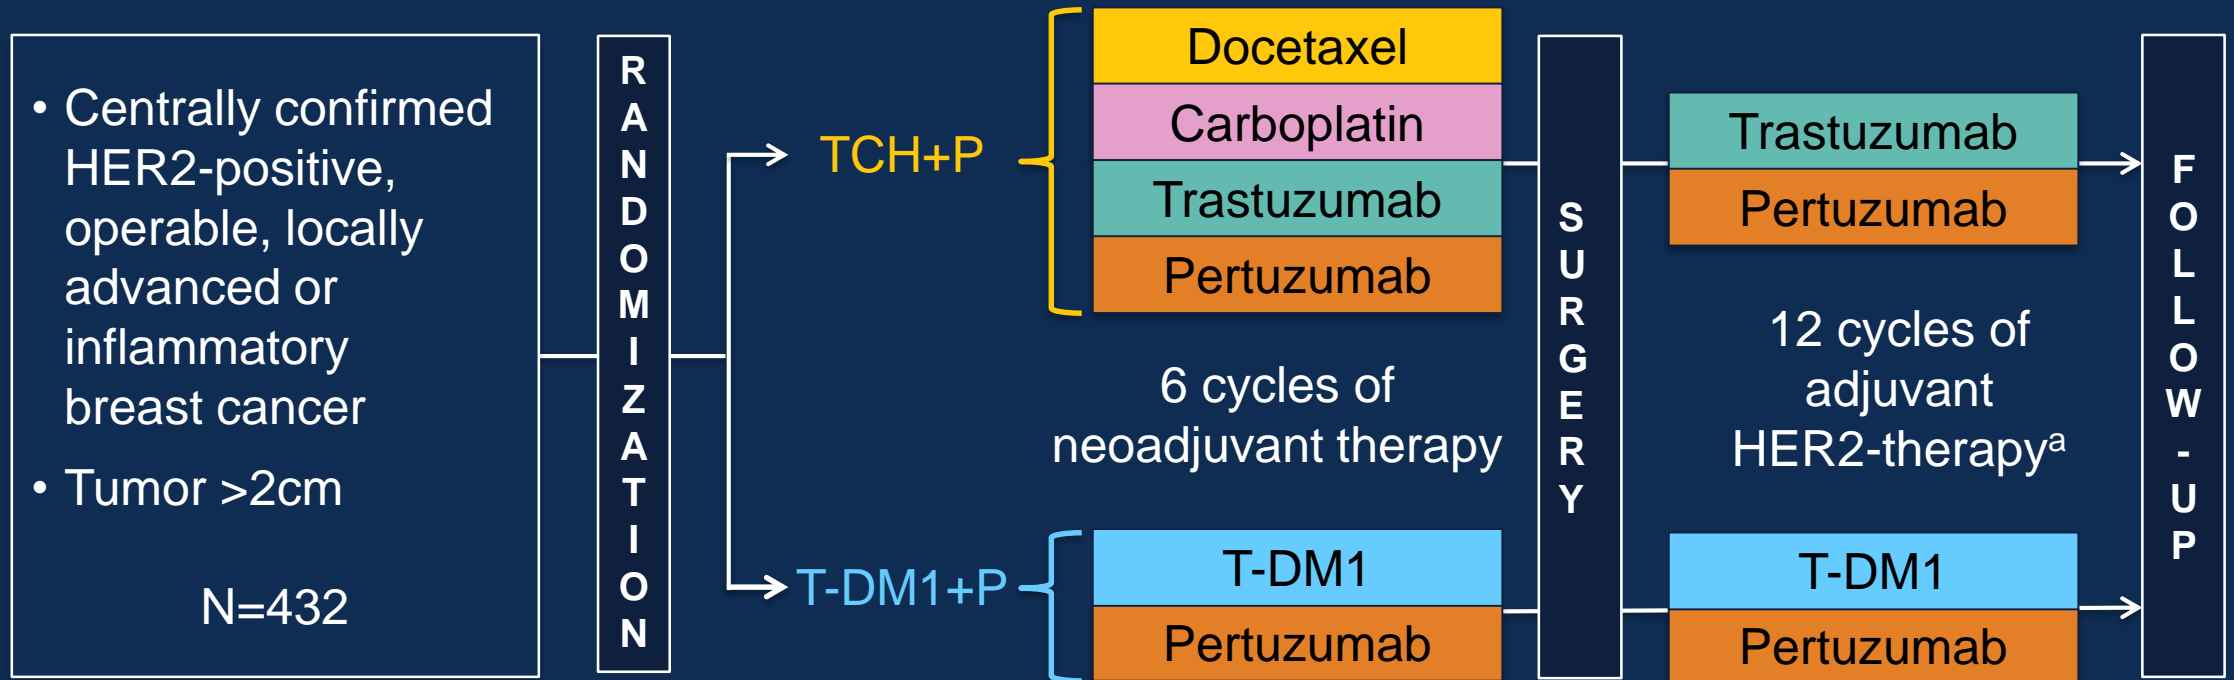 • Centrally confirmed
HER2-positive,
operable, locally
advanced or
inflammatory
breast cancer
• Tumor >2cm
N=432
RANDOMIZATION
TCH+P
Docetaxel
Carboplatin
Trastuzumab
Pertuzumab
6 cycles of
neoadjuvant therapy
T-DM1+P
T-DM1
Pertuzumab
SURGERY
Trastuzumab
Pertuzumab
12 cycles of
adjuvant
HER2-therapyᵃ
T-DM1
Pertuzumab
FOLLOW-UP